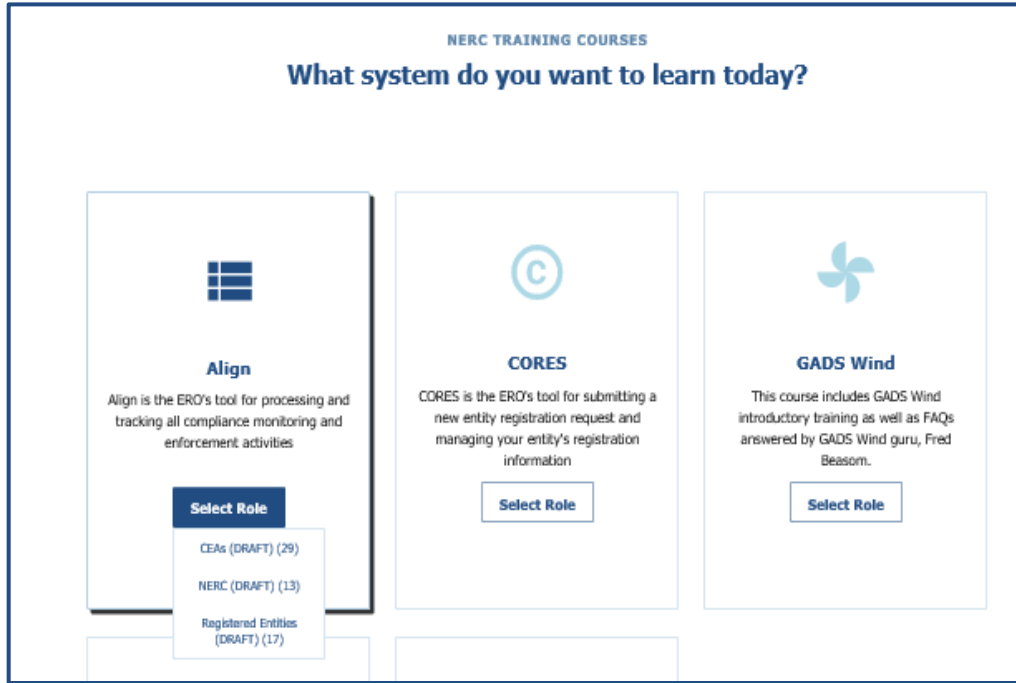 NERC TRAINING COURSES
What system do you want to learn today?
Align
Align is the ERO's tool for processing and
tracking all compliance monitoring and
enforcement activities
Select Role
CEAs (DRAFT) (29)
NERC (DRAFT) (13)
Registered Entities
(DRAFT) (17)
C
CORES
CORES is the ERO's tool for submitting a
new entity registration request and
managing your entity's registration
information
Select Role
GADS Wind
This course includes GADS Wind
introductory training as well as FAQs
answered by GADS Wind guru, Fred
Beasom.
Select Role